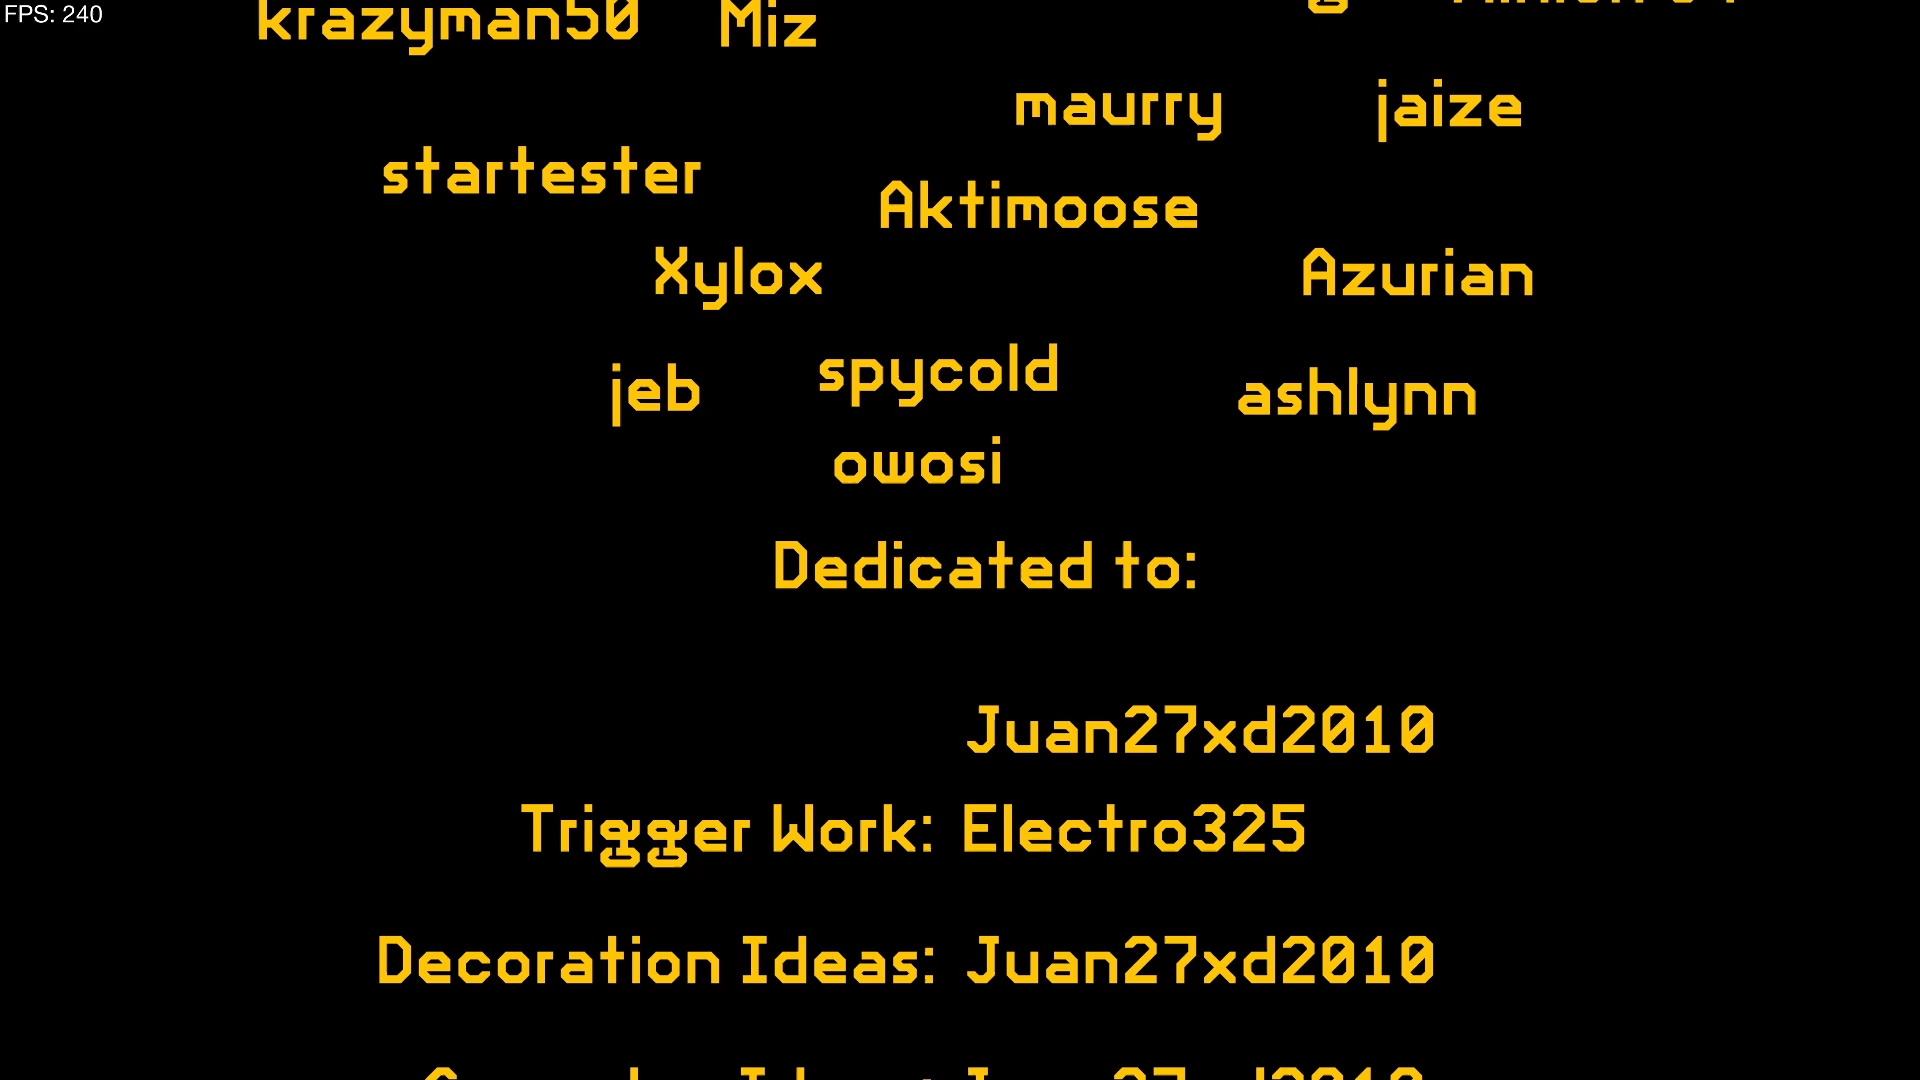 FPS: 240
krazyman50 Miz
maurry jaize
startester
Aktimoose
Xylox Azurian
spycold
jeb ashlynn
owosi
Dedicated to:
Juan27xd2010
Trigger Work: Electro325
Decoration Ideas: Juan27xd2010